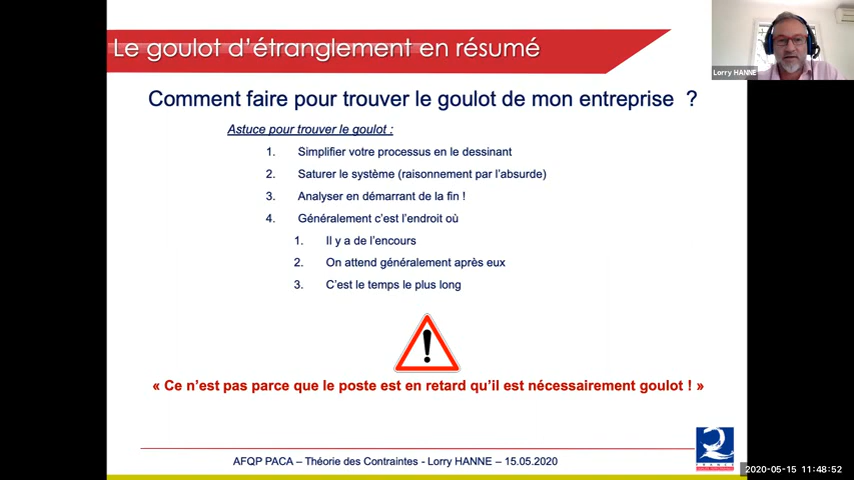 Le goulot d'étranglement en résumé
Lorry HANNE
Comment faire pour trouver le goulot de mon entreprise ?
Astuce pour trouver le goulot :
1. Simplifier votre processus en le dessinant
2. Saturer le système (raisonnement par l'absurde)
3. Analyser en démarrant de la fin !
4. Généralement c'est l'endroit où
1. Il y a de l'encours
2. On attend généralement après eux
3. C'est le temps le plus long
!
« Ce n'est pas parce que le poste est en retard qu'il est nécessairement goulot ! »
AFQP PACA – Théorie des Contraintes - Lorry HANNE – 15.05.2020
FRANCE
2020-05-15 11:48:52